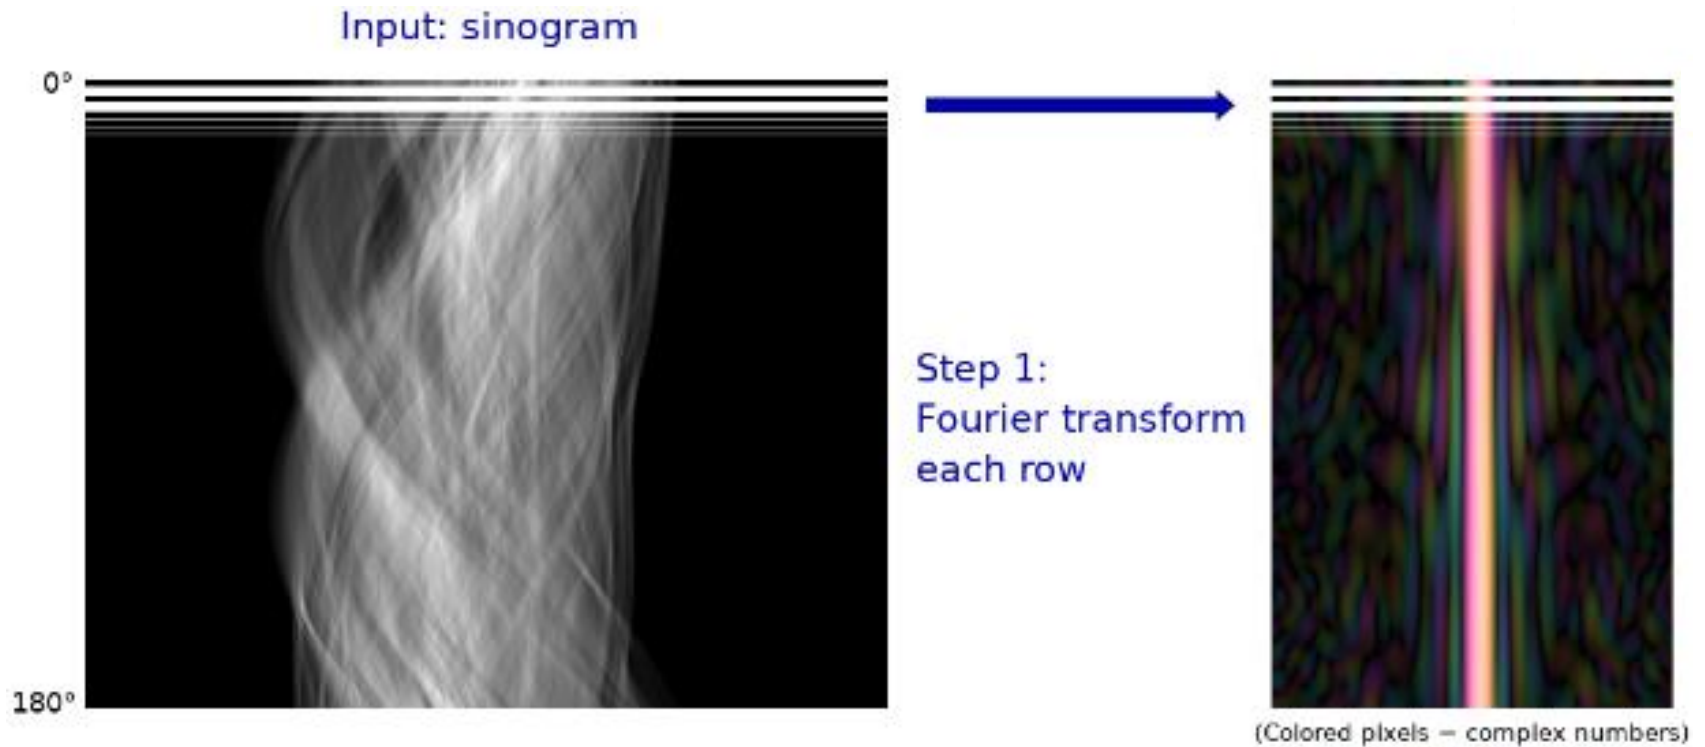 Input: sinogram
0°
Step 1:
Fourier transform
each row
180°
(Colored pixels = complex numbers)